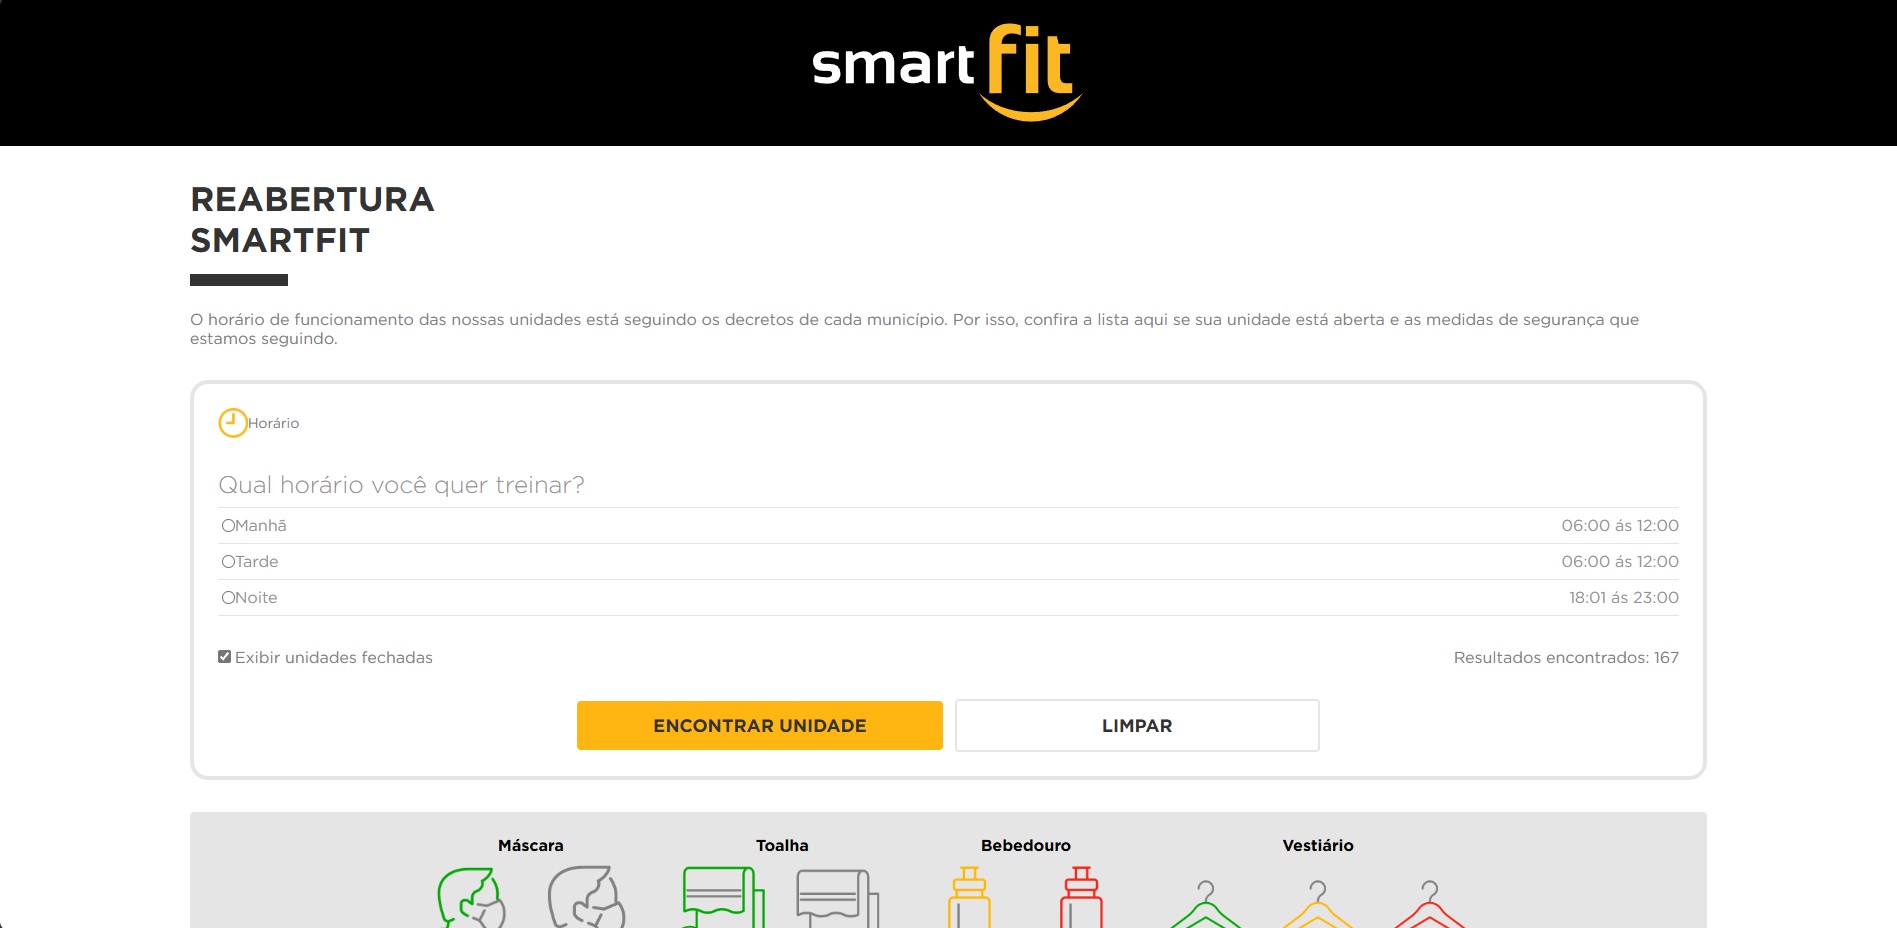 smart fit
REABERTURA
SMARTFIT
O horário de funcionamento das nossas unidades está seguindo os decretos de cada município. Por isso, confira a lista aqui se sua unidade está aberta e as medidas de segurança que
estamos seguindo.
Horário
Qual horário você quer treinar?
Manhã 06:00 ás 12:00
Tarde 06:00 ás 12:00
Noite 18:01 ás 23:00
Exibir unidades fechadas Resultados encontrados: 167
ENCONTRAR UNIDADE LIMPAR
Máscara Toalha Bebedouro Vestiário